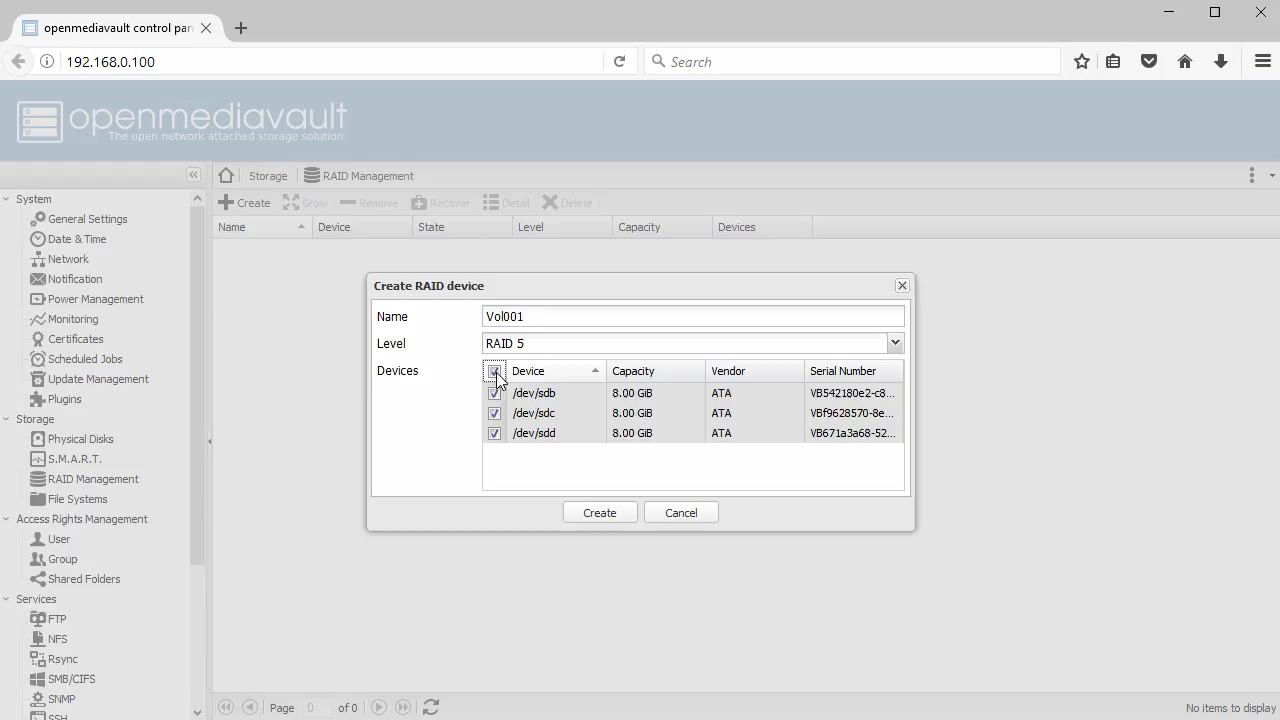 openmediavault control pan
192.168.0.100
Search
openmediavault
The open network attached storage solution
Storage
RAID Management
Create
Grow
Remove
Recover
Detail
Delete
Name
Device
State
Level
Capacity
Devices
System
General Settings
Date & Time
Network
Notification
Power Management
Monitoring
Certificates
Scheduled Jobs
Update Management
Plugins
Storage
Physical Disks
S.M.A.R.T.
RAID Management
File Systems
Access Rights Management
User
Group
Shared Folders
Services
FTP
NFS
Rsync
SMB/CIFS
SNMP
SSH
Create RAID device
Name
Vol001
Level
RAID 5
Devices
Device Capacity Vendor Serial Number
/dev/sdb 8.00 GiB ATA VB542180e2-c8...
/dev/sdc 8.00 GiB ATA VBf9628570-8e...
/dev/sdd 8.00 GiB ATA VB671a3a68-52...
Create
Cancel
Page 0 of 0
No items to display